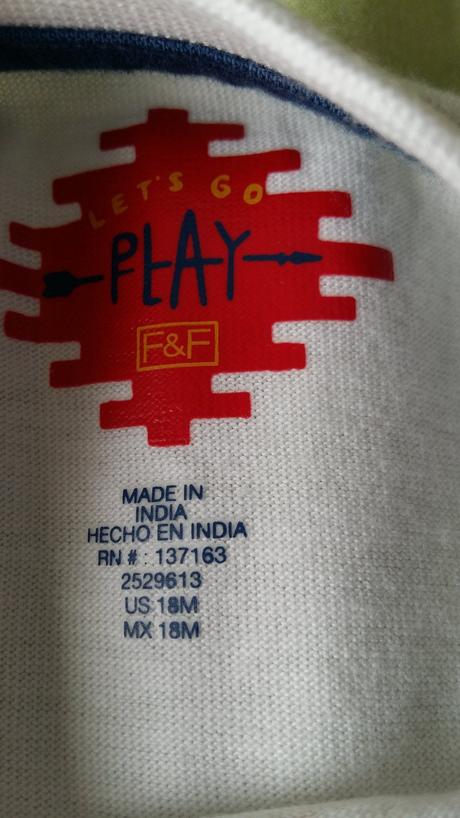 LET'S GO
PLAY
F&F
MADE IN
INDIA
HECHO EN INDIA
RN # : 137163
2529613
US 18M
MX 18M